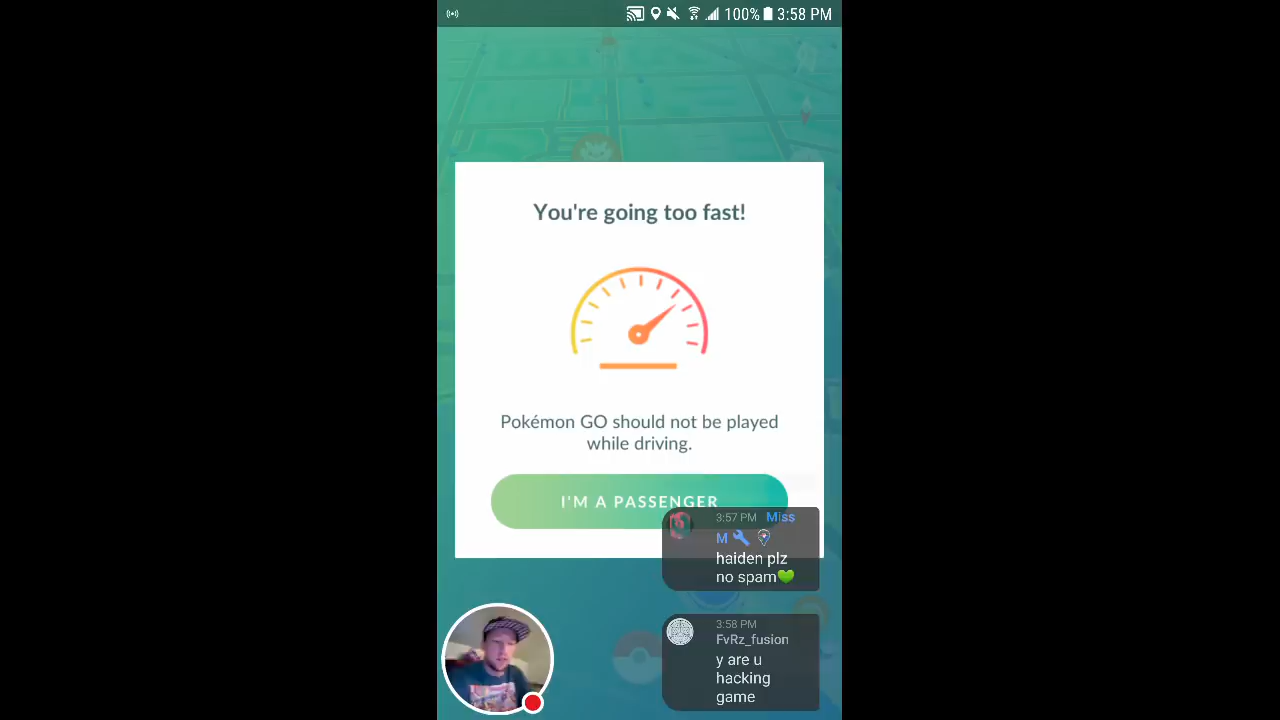 100% 3:58 PM
You're going too fast!
Pokémon GO should not be played
while driving.
I'M A PASSENGER
3:57 PM Miss
M
haiden plz
no spam
3:58 PM
FvRz_fusion
y are u
hacking
game